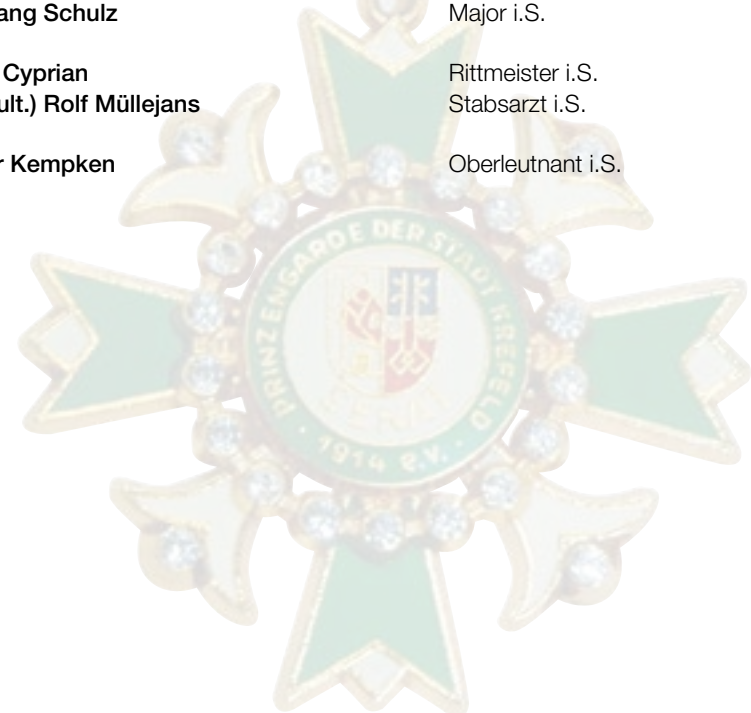 ang Schulz Major i.S.
Cyprian Rittmeister i.S.
ult.) Rolf Müllejans Stabsarzt i.S.
r Kempken Oberleutnant i.S.
PRINZENGARDE DER STADT KREFELD
· 1914 e.V. ·